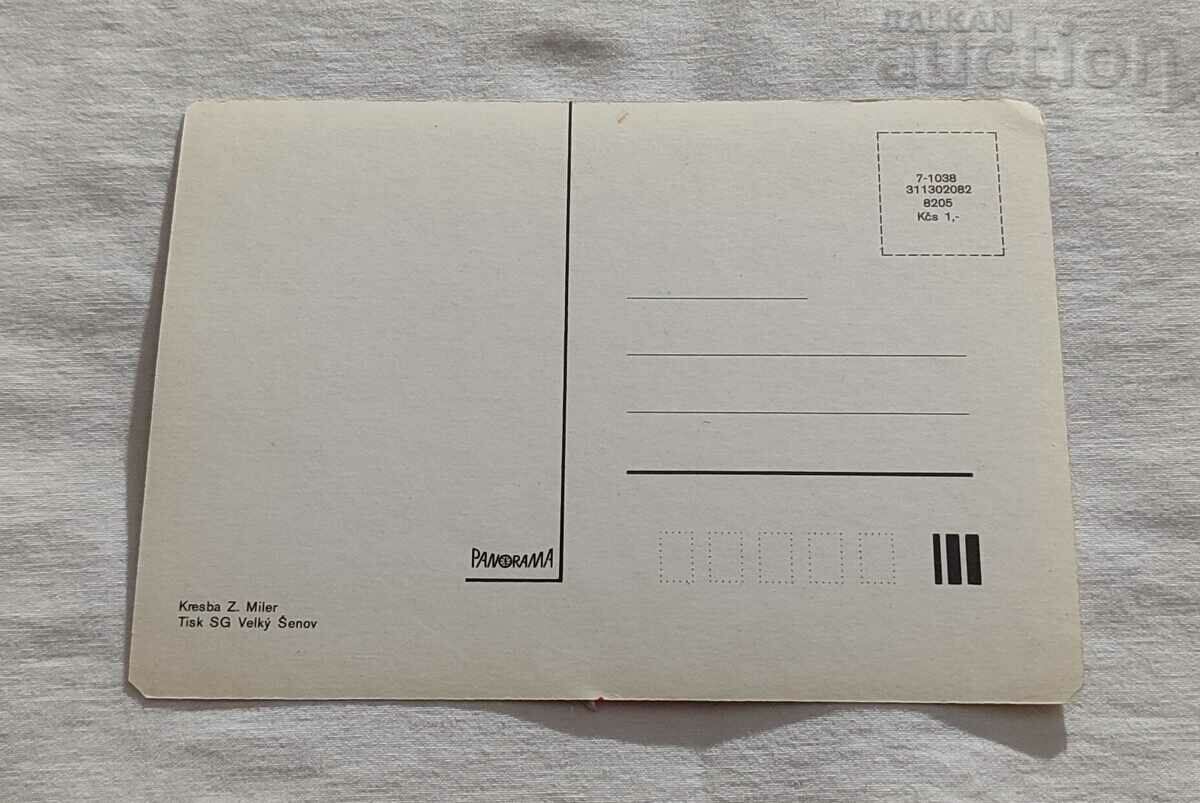 BALKAN
auction
7-1038
311302082
8205
Kčs 1,-
PANORAMA
Kresba Z. Miler
Tisk SG Velký Šenov